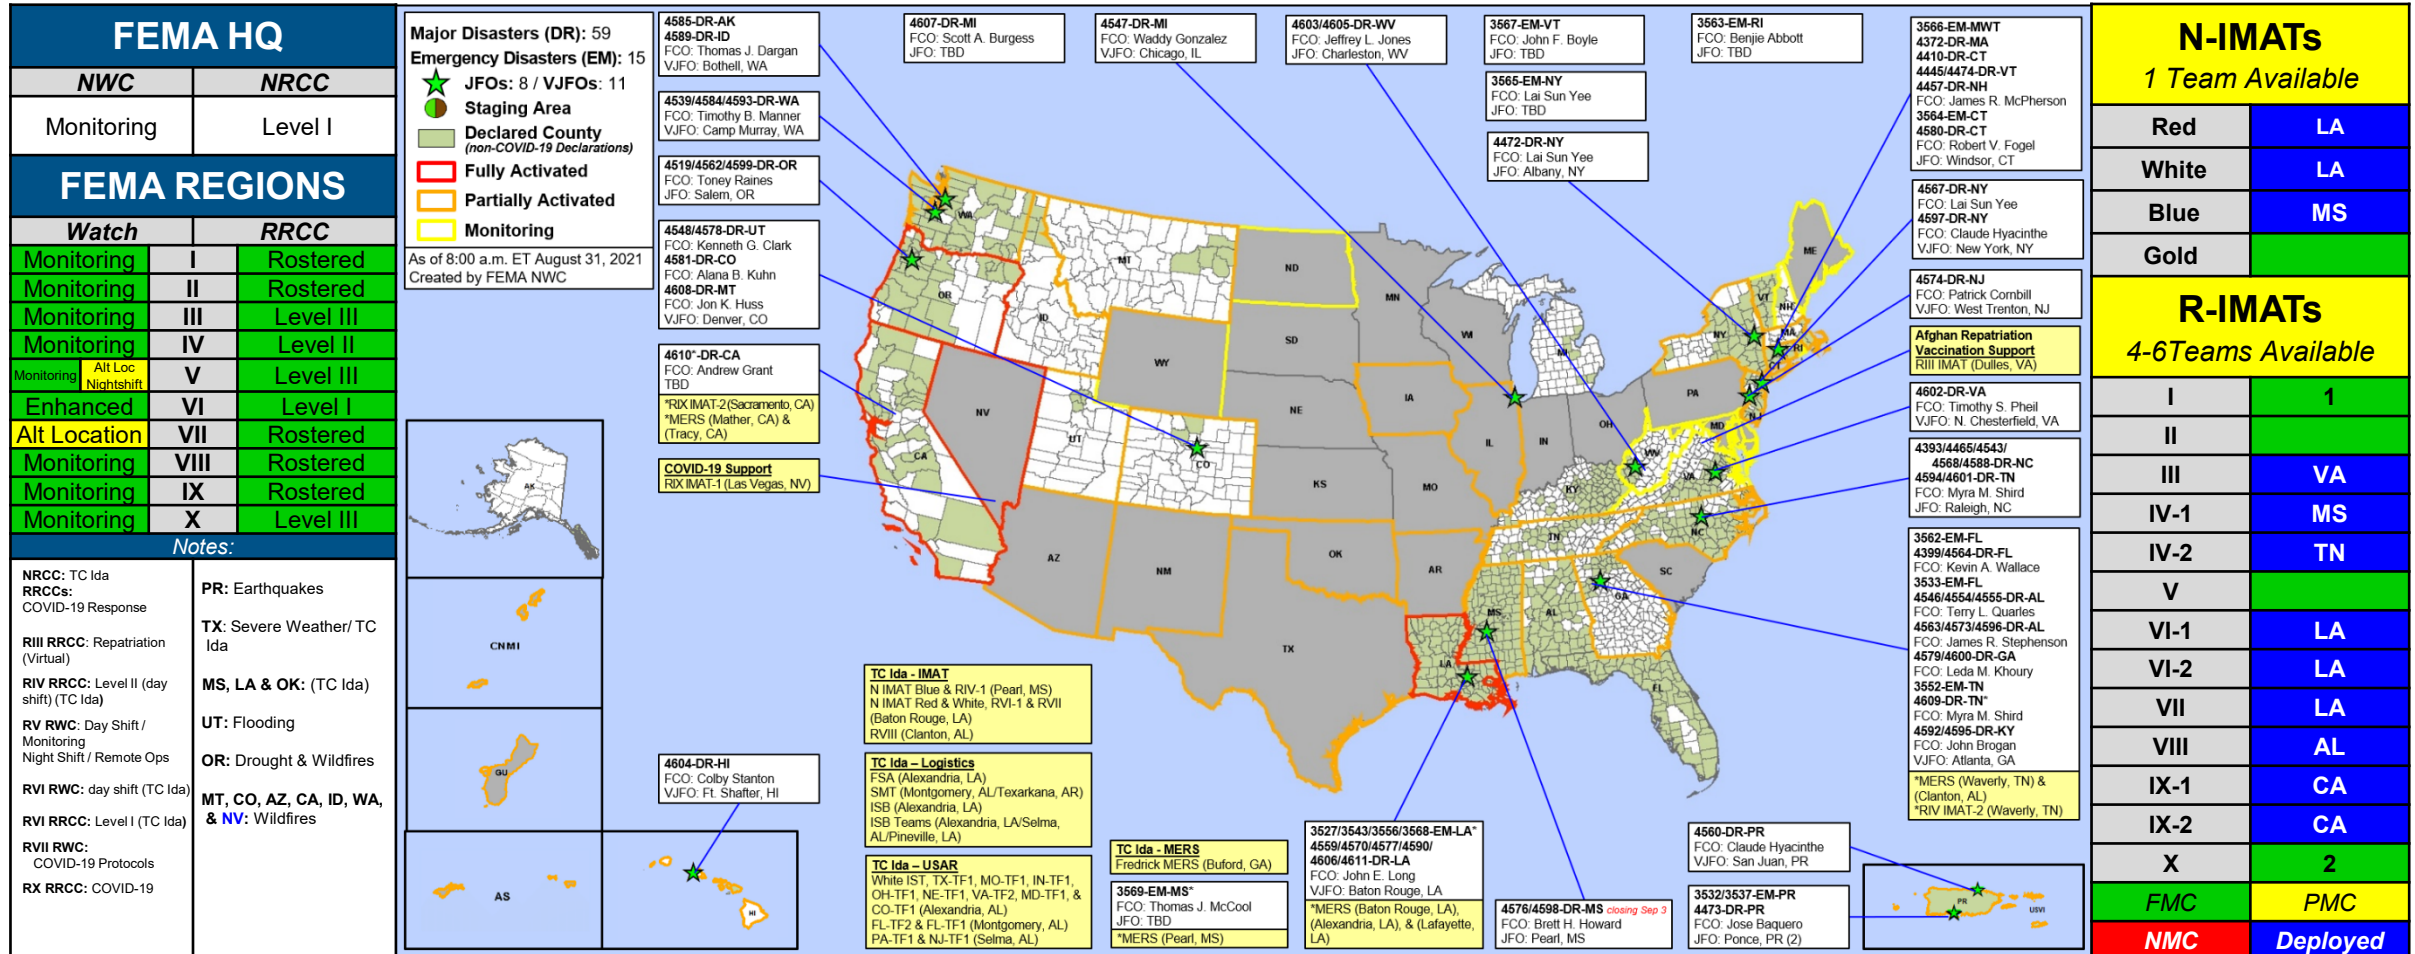 FEMA HQ
NWC NRCC
Monitoring Level I
FEMA REGIONS
Watch RRCC
Monitoring I Rostered
Monitoring II Rostered
Monitoring III Level III
Monitoring IV Level II
Monitoring Alt Loc Nightshift V Level III
Enhanced VI Level I
Alt Location VII Rostered
Monitoring VIII Rostered
Monitoring IX Rostered
Monitoring X Level III
Notes:
NRCC: TC Ida
RRCCs:
COVID-19 Response
RIII RRCC: Repatriation
(Virtual)
RIV RRCC: Level II (day
shift) (TC Ida)
RV RWC: Day Shift /
Monitoring
Night Shift / Remote Ops
RVI RWC: day shift (TC Ida)
RVI RRCC: Level I (TC Ida)
RVII RWC:
COVID-19 Protocols
RX RRCC: COVID-19
PR: Earthquakes
TX: Severe Weather/ TC
Ida
MS, LA & OK: (TC Ida)
UT: Flooding
OR: Drought & Wildfires
MT, CO, AZ, CA, ID, WA,
& NV: Wildfires
Major Disasters (DR): 59
Emergency Disasters (EM): 15
JFOs: 8 / VJFOs: 11
Staging Area
Declared County
(non-COVID-19 Declarations)
Fully Activated
Partially Activated
Monitoring
As of 8:00 a.m. ET August 31, 2021
Created by FEMA NWC
4585-DR-AK
4589-DR-ID
FCO: Thomas J. Dargan
VJFO: Bothell, WA
4539/4584/4593-DR-WA
FCO: Timothy B. Manner
VJFO: Camp Murray, WA
4519/4562/4599-DR-OR
FCO: Toney Raines
JFO: Salem, OR
4548/4578-DR-UT
FCO: Kenneth G. Clark
4581-DR-CO
FCO: Alana B. Kuhn
4608-DR-MT
FCO: Jon K. Huss
VJFO: Denver, CO
4610*-DR-CA
FCO: Andrew Grant
TBD
*RIX IMAT-2 (Sacramento, CA)
*MERS (Mather, CA) &
(Tracy, CA)
COVID-19 Support
RIX IMAT-1 (Las Vegas, NV)
4607-DR-MI
FCO: Scott A. Burgess
JFO: TBD
4547-DR-MI
FCO: Waddy Gonzalez
VJFO: Chicago, IL
4603/4605-DR-WV
FCO: Jeffrey L. Jones
JFO: Charleston, WV
3567-EM-VT
FCO: John F. Boyle
JFO: TBD
3565-EM-NY
FCO: Lai Sun Yee
JFO: TBD
4472-DR-NY
FCO: Lai Sun Yee
JFO: Albany, NY
3563-EM-RI
FCO: Benjie Abbott
JFO: TBD
3566-EM-MWT
4372-DR-MA
4410-DR-CT
4445/4474-DR-VT
4457-DR-NH
FCO: James R. McPherson
3564-EM-CT
4580-DR-CT
FCO: Robert V. Fogel
JFO: Windsor, CT
4567-DR-NY
FCO: Lai Sun Yee
4597-DR-NY
FCO: Claude Hyacinthe
VJFO: New York, NY
4574-DR-NJ
FCO: Patrick Cornbill
VJFO: West Trenton, NJ
Afghan Repatriation
Vaccination Support
RIII IMAT (Dulles, VA)
4602-DR-VA
FCO: Timothy S. Pheil
VJFO: N. Chesterfield, VA
4393/4465/4543/
4568/4588-DR-NC
4594/4601-DR-TN
FCO: Myra M. Shird
JFO: Raleigh, NC
3562-EM-FL
4399/4564-DR-FL
FCO: Kevin A. Wallace
3533-EM-FL
4546/4554/4555-DR-AL
FCO: Terry L. Quarles
4563/4573/4596-DR-AL
FCO: James R. Stephenson
4579/4600-DR-GA
FCO: Leda M. Khoury
3552-EM-TN
4609-DR-TN*
FCO: Myra M. Shird
4592/4595-DR-KY
FCO: John Brogan
VJFO: Atlanta, GA
*MERS (Waverly, TN) &
(Clanton, AL)
*RIV IMAT-2 (Waverly, TN)
WA
MT
ND
MN
ME
OR
ID
SD
WI
MI
VT
NH
NY
MA
RI
CT
WY
IA
PA
NJ
NV
NE
IL
IN
OH
MD
UT
CO
WV
VA
CA
KS
MO
KY
NC
TN
AZ
NM
OK
AR
SC
MS
AL
GA
TX
LA
FL
AK
CNMI
GU
AS
HI
PR
USVI
4604-DR-HI
FCO: Colby Stanton
VJFO: Ft. Shafter, HI
TC Ida - IMAT
N IMAT Blue & RIV-1 (Pearl, MS)
N IMAT Red & White, RVI-1 & RVII
(Baton Rouge, LA)
RVIII (Clanton, AL)
TC Ida – Logistics
FSA (Alexandria, LA)
SMT (Montgomery, AL/Texarkana, AR)
ISB (Alexandria, LA)
ISB Teams (Alexandria, LA/Selma,
AL/Pineville, LA)
TC Ida – USAR
White IST, TX-TF1, MO-TF1, IN-TF1,
OH-TF1, NE-TF1, VA-TF2, MD-TF1, &
CO-TF1 (Alexandria, AL)
FL-TF2 & FL-TF1 (Montgomery, AL)
PA-TF1 & NJ-TF1 (Selma, AL)
TC Ida - MERS
Fredrick MERS (Buford, GA)
3569-EM-MS*
FCO: Thomas J. McCool
JFO: TBD
*MERS (Pearl, MS)
3527/3543/3556/3568-EM-LA*
4559/4570/4577/4590/
4606/4611-DR-LA
FCO: John E. Long
VJFO: Baton Rouge, LA
*MERS (Baton Rouge, LA),
(Alexandria, LA), & (Lafayette,
LA)
4576/4598-DR-MS closing Sep 3
FCO: Brett H. Howard
JFO: Pearl, MS
4560-DR-PR
FCO: Claude Hyacinthe
VJFO: San Juan, PR
3532/3537-EM-PR
4473-DR-PR
FCO: Jose Baquero
JFO: Ponce, PR (2)
N-IMATs
1 Team Available
Red LA
White LA
Blue MS
Gold
R-IMATs
4-6Teams Available
I 1
II
III VA
IV-1 MS
IV-2 TN
V
VI-1 LA
VI-2 LA
VII LA
VIII AL
IX-1 CA
IX-2 CA
X 2
FMC PMC
NMC Deployed